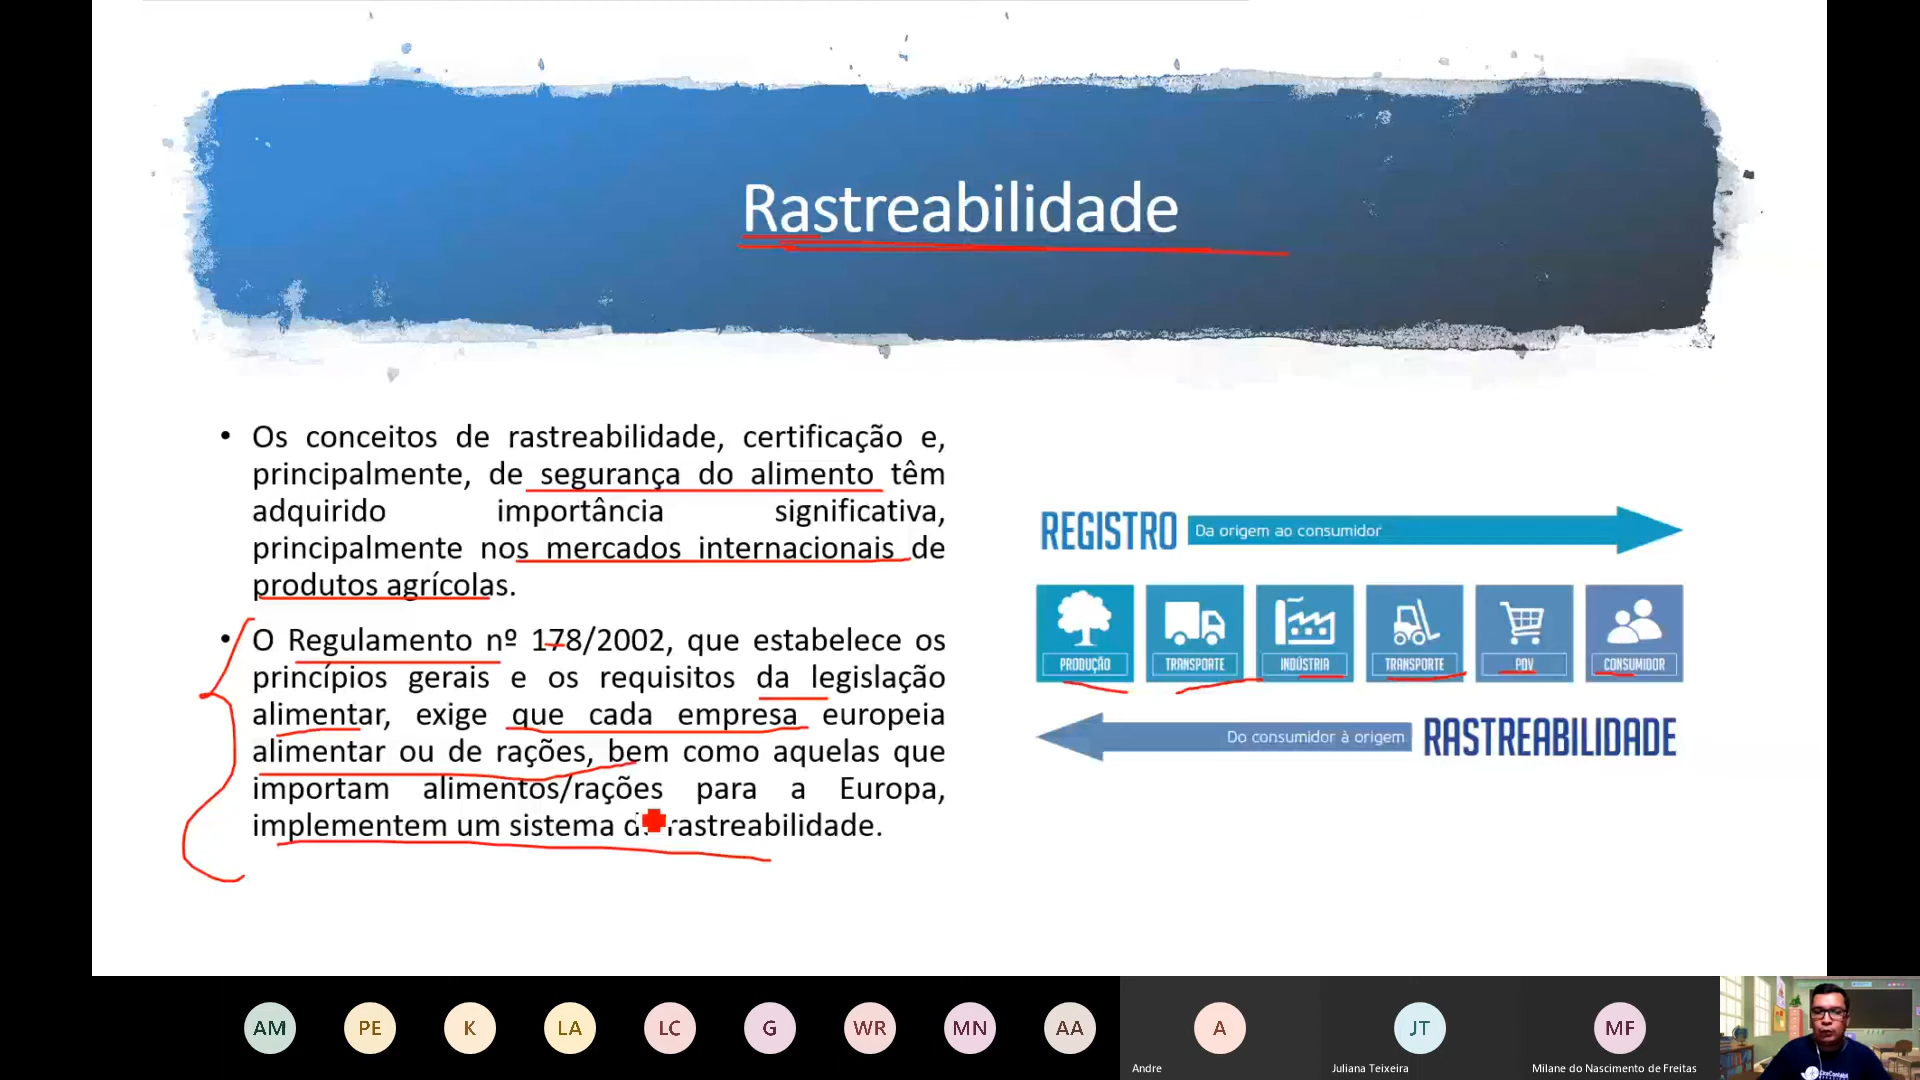 Rastreabilidade
• Os conceitos de rastreabilidade, certificação e,
principalmente, de segurança do alimento têm
adquirido importância significativa,
principalmente nos mercados internacionais de
produtos agrícolas.
• O Regulamento nº 178/2002, que estabelece os
princípios gerais e os requisitos da legislação
alimentar, exige que cada empresa europeia
alimentar ou de rações, bem como aquelas que
importam alimentos/rações para a Europa,
implementem um sistema de rastreabilidade.
REGISTRO Da origem ao consumidor
PRODUÇÃO TRANSPORTE INDÚSTRIA TRANSPORTE PDV CONSUMIDOR
Do consumidor à origem RASTREABILIDADE
AM PE K LA LC G WR MN AA A JT MF
Andre Juliana Teixeira Milane do Nascimento de Freitas